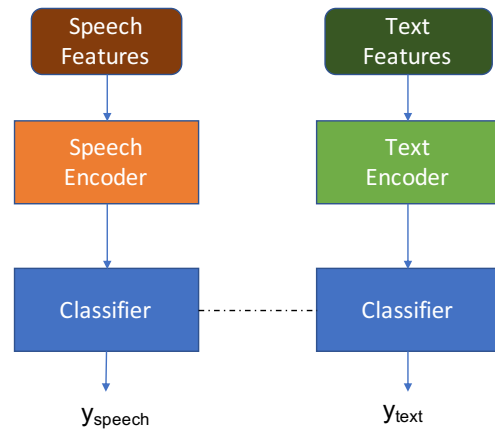 Speech
Features
Text
Features
Speech
Encoder
Text
Encoder
Classifier
Classifier
yspeech
ytext